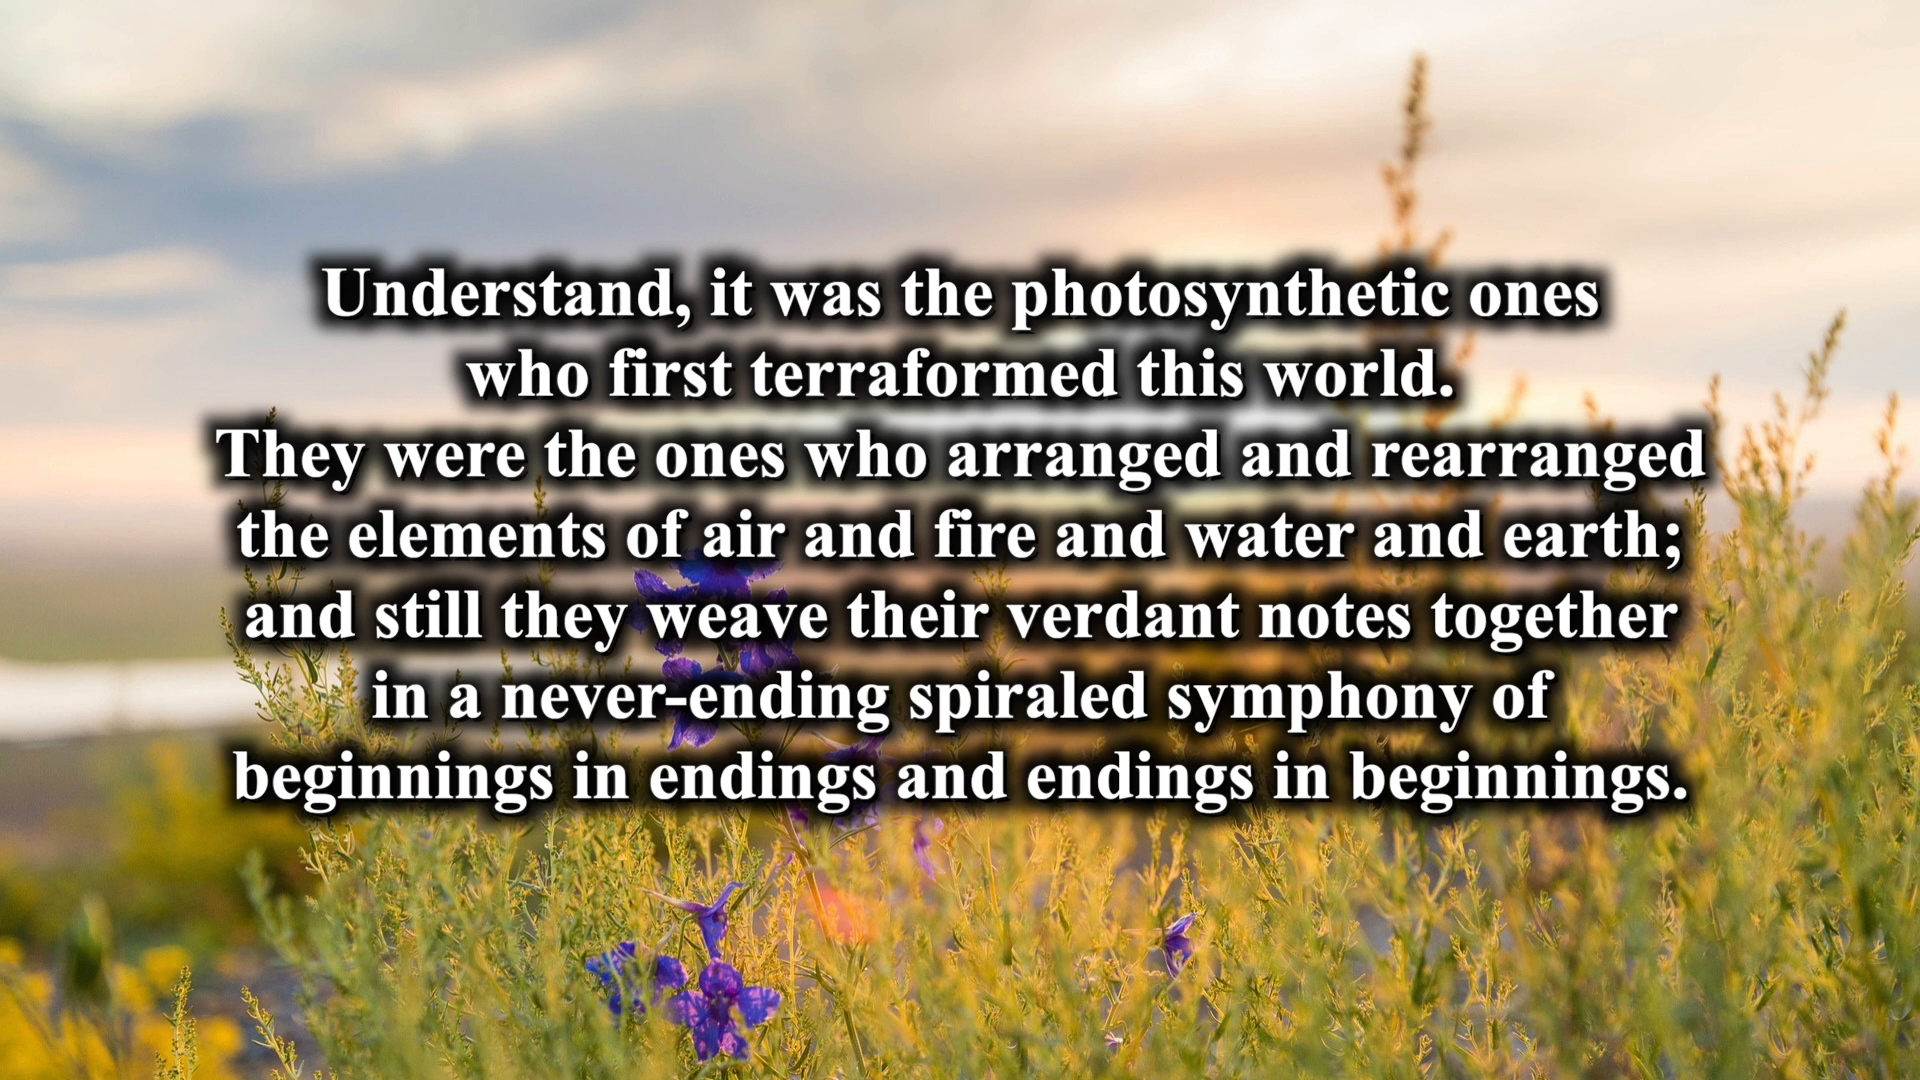 Understand, it was the photosynthetic ones
who first terraformed this world.
They were the ones who arranged and rearranged
the elements of air and fire and water and earth;
and still they weave their verdant notes together
in a never-ending spiraled symphony of
beginnings in endings and endings in beginnings.